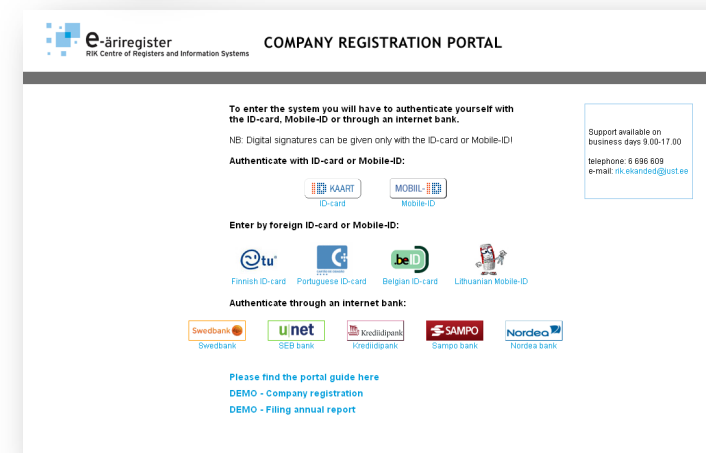 e-äriregister
RIK Centre of Registers and Information Systems
COMPANY REGISTRATION PORTAL
To enter the system you will have to authenticate yourself with
the ID-card, Mobile-ID or through an internet bank.
NB: Digital signatures can be given only with the ID-card or Mobile-ID!
Authenticate with ID-card or Mobile-ID:
ID KAART
MOBIIL-ID
ID-card
Mobile-ID
Enter by foreign ID-card or Mobile-ID:
tu
.beID
Finnish ID-card
Portuguese ID-card
Belgian ID-card
Lithuanian Mobile-ID
Authenticate through an internet bank:
Swedbank
u|net
Krediidipank
SAMPO
Nordea
Swedbank
SEB bank
Krediidipank
Sampo bank
Nordea bank
Please find the portal guide here
DEMO - Company registration
DEMO - Filing annual report
Support available on
business days 9.00-17.00
telephone: 6 696 609
e-mail: rik.ekanded@just.ee